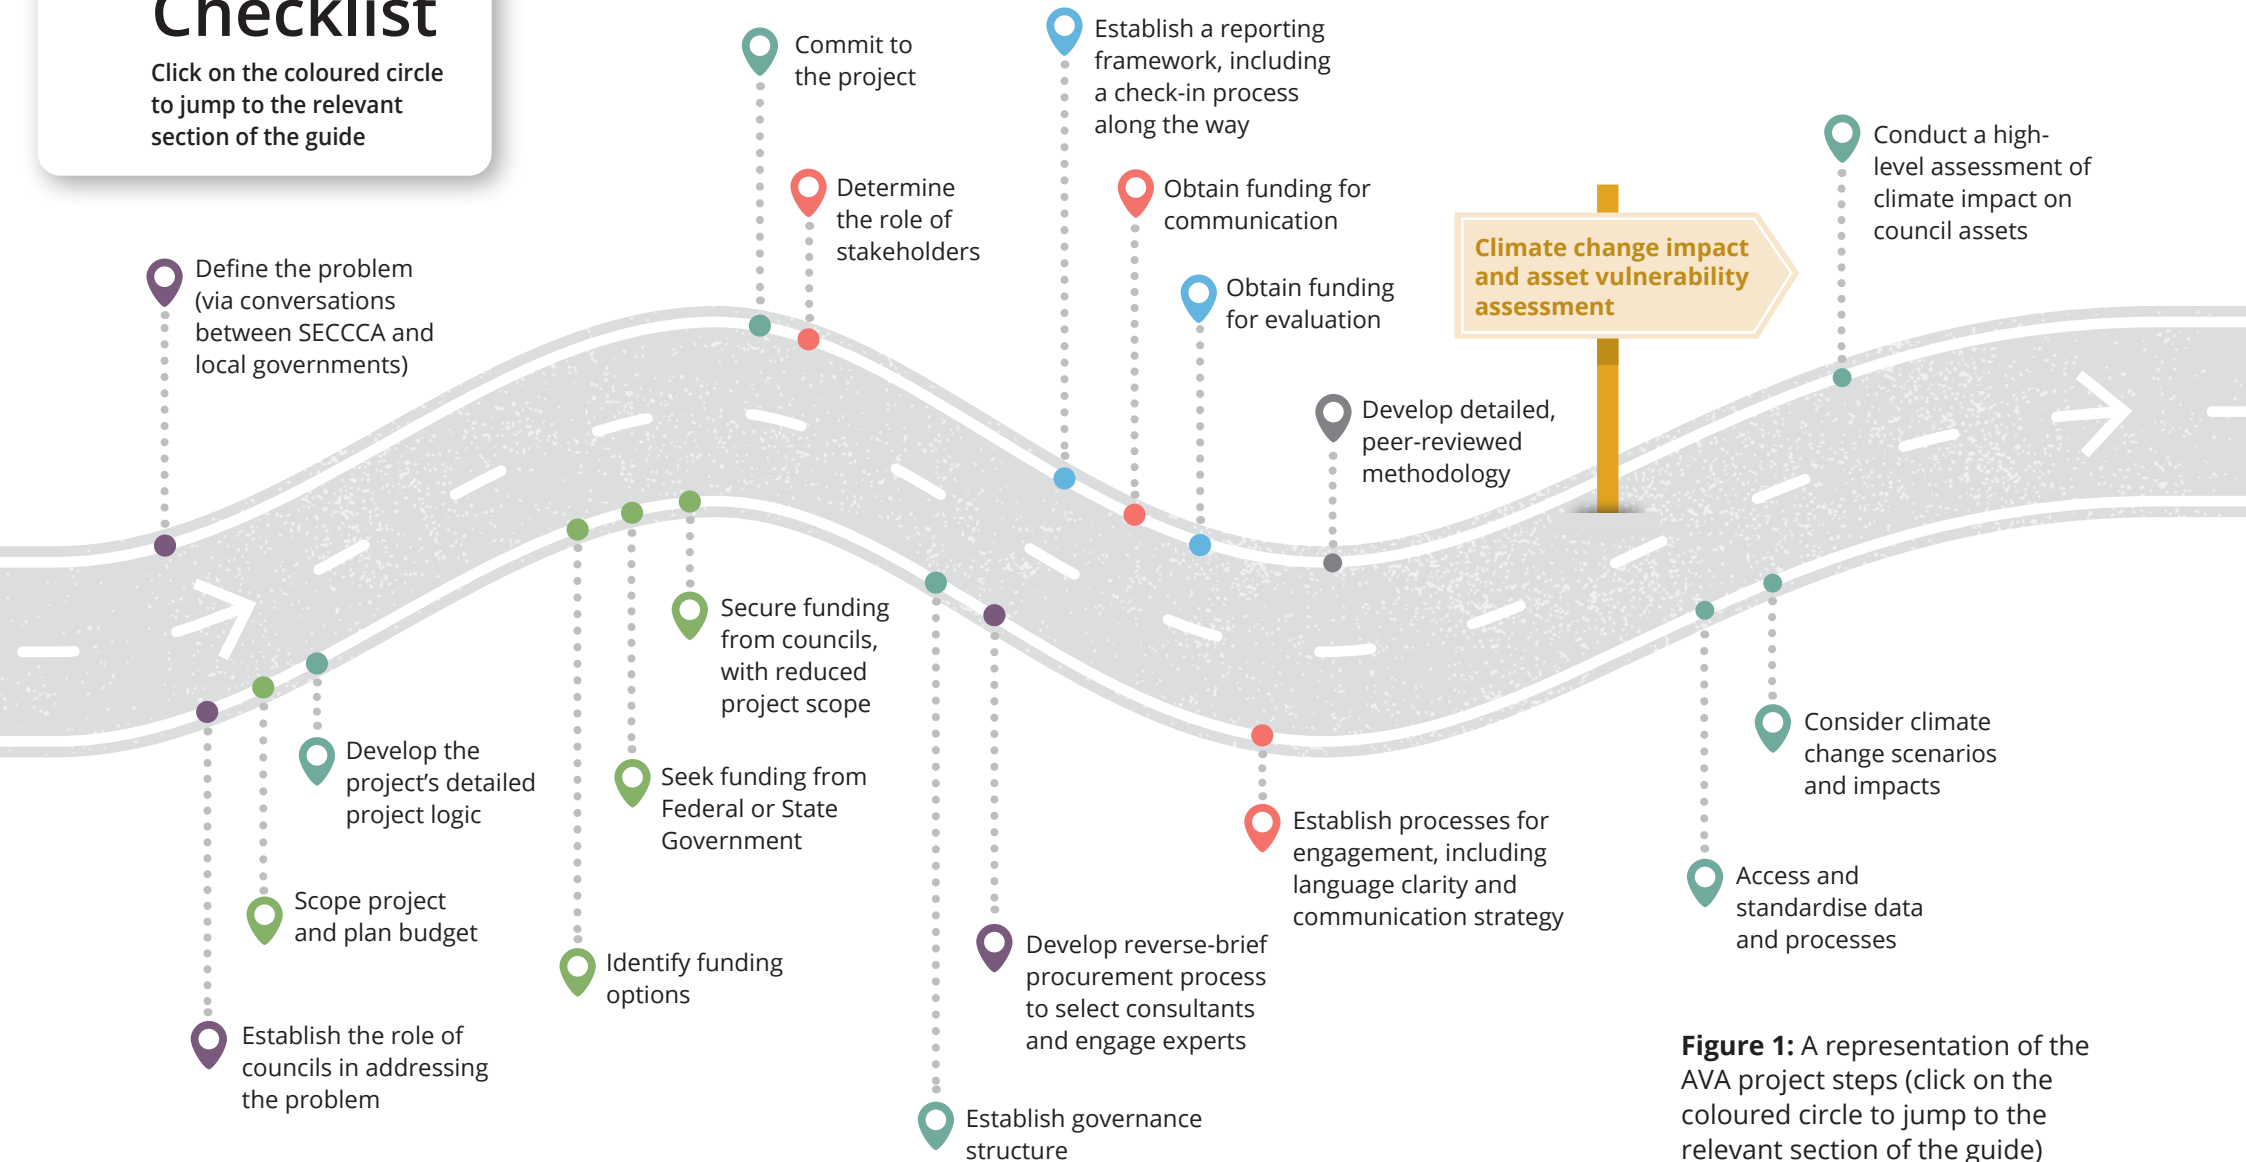 Checklist
Click on the coloured circle
to jump to the relevant
section of the guide
Define the problem
(via conversations
between SECCCA and
local governments)
Establish the role of
councils in addressing
the problem
Scope project
and plan budget
Develop the
project’s detailed
project logic
Identify funding
options
Seek funding from
Federal or State
Government
Secure funding
from councils,
with reduced
project scope
Commit to
the project
Determine
the role of
stakeholders
Establish governance
structure
Develop reverse-brief
procurement process
to select consultants
and engage experts
Establish a reporting
framework, including
a check-in process
along the way
Obtain funding for
communication
Obtain funding
for evaluation
Establish processes for
engagement, including
language clarity and
communication strategy
Develop detailed,
peer-reviewed
methodology
Climate change impact
and asset vulnerability
assessment
Access and
standardise data
and processes
Consider climate
change scenarios
and impacts
Conduct a high-
level assessment of
climate impact on
council assets
Figure 1: A representation of the
AVA project steps (click on the
coloured circle to jump to the
relevant section of the guide)